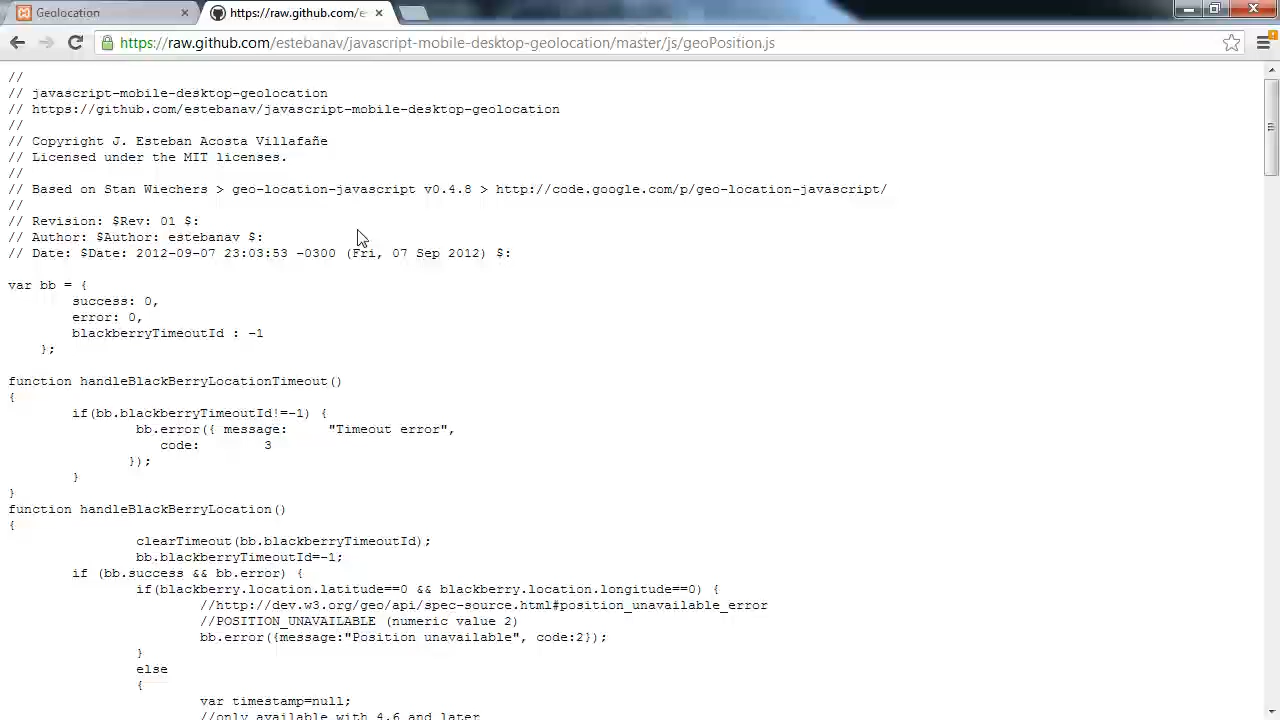 Geolocation
https://raw.github.com/e
https://raw.github.com/estebanav/javascript-mobile-desktop-geolocation/master/js/geoPosition.js
//
// javascript-mobile-desktop-geolocation
// https://github.com/estebanav/javascript-mobile-desktop-geolocation
//
// Copyright J. Esteban Acosta Villafañe
// Licensed under the MIT licenses.
//
// Based on Stan Wiechers > geo-location-javascript v0.4.8 > http://code.google.com/p/geo-location-javascript/
//
// Revision: $Rev: 01 $:
// Author: $Author: estebanav $:
// Date: $Date: 2012-09-07 23:03:53 -0300 (Fri, 07 Sep 2012) $:
var bb = {
success: 0,
error: 0,
blackberryTimeoutId : -1
};
function handleBlackBerryLocationTimeout()
{
if(bb.blackberryTimeoutId!=-1) {
bb.error({ message: "Timeout error",
code: 3
});
}
}
function handleBlackBerryLocation()
{
clearTimeout(bb.blackberryTimeoutId);
bb.blackberryTimeoutId=-1;
if (bb.success && bb.error) {
if(blackberry.location.latitude==0 && blackberry.location.longitude==0) {
//http://dev.w3.org/geo/api/spec-source.html#position_unavailable_error
//POSITION_UNAVAILABLE (numeric value 2)
bb.error({message:"Position unavailable", code:2});
}
else
{
var timestamp=null;
//only available with 4.6 and later